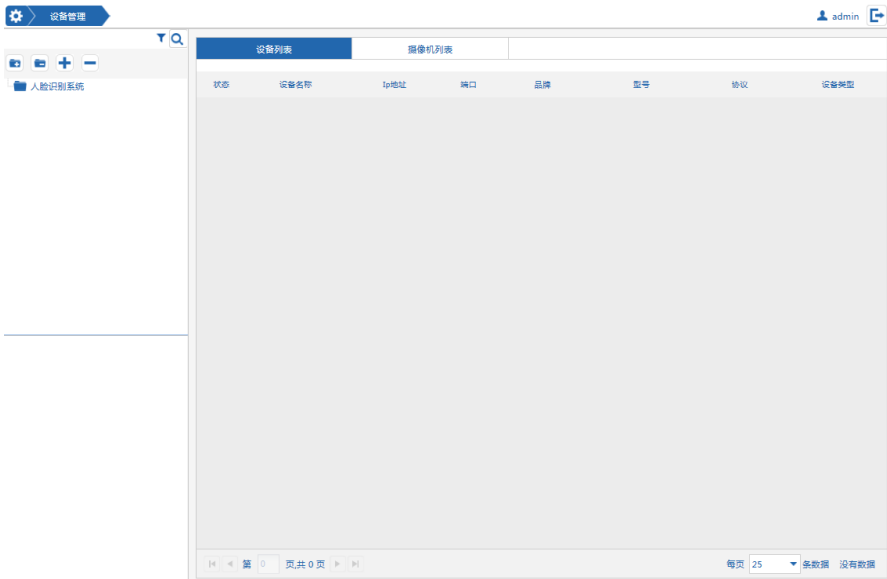 设备管理
admin
设备列表
摄像机列表
人脸识别系统
状态 设备名称 Ip地址 端口 品牌 型号 协议 设备类型
第 0 页,共 0 页
每页 25 条数据 没有数据